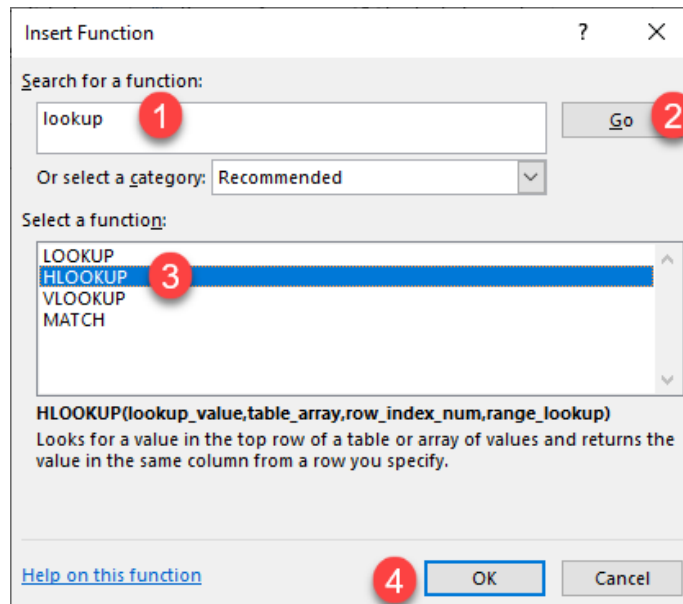 Insert Function ?
Search for a function:
lookup 1
Go 2
Or select a category: Recommended
Select a function:
LOOKUP
HLOOKUP 3
VLOOKUP
MATCH
HLOOKUP(lookup_value,table_array,row_index_num,range_lookup)
Looks for a value in the top row of a table or array of values and returns the
value in the same column from a row you specify.
Help on this function
4 OK Cancel